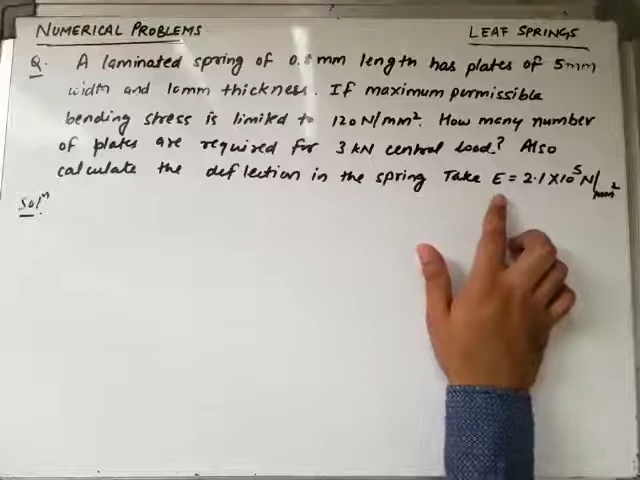 NUMERICAL PROBLEMS LEAF SPRINGS
Q. A laminated spring of 0.8mm length has plates of 5mm
width and 10mm thickness. If maximum permissible
bending stress is limited to 120 N/mm². How many number
of plates are required for 3 kN central load? Also
calculate the deflection in the spring Take E = 2.1×10⁵ N/mm²
Solⁿ.